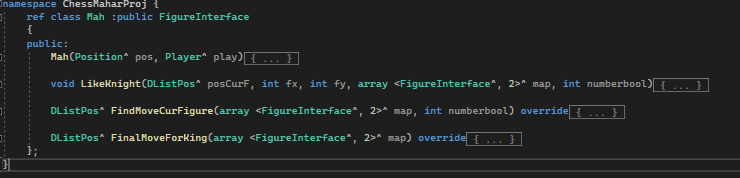 namespace ChessMaharProj {
ref class Mah :public FigureInterface
{
public:
Mah(Position^ pos, Player^ play){ ... }
void LikeKnight(DListPos^ posCurF, int fx, int fy, array <FigureInterface^, 2>^ map, int numberbool){ ... }
DListPos^ FindMoveCurFigure(array <FigureInterface^, 2>^ map, int numberbool) override{ ... }
DListPos^ FinalMoveForKing(array <FigureInterface^, 2>^ map) override{ ... }
};
}